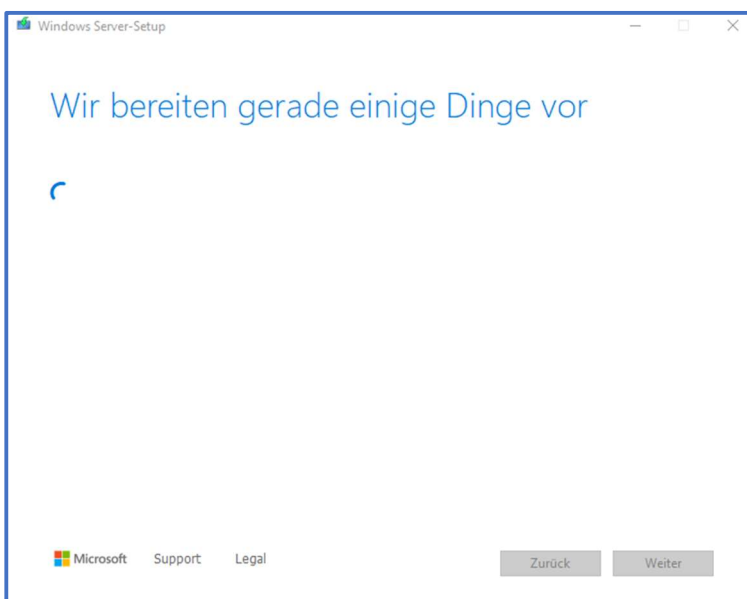 Windows Server-Setup
Wir bereiten gerade einige Dinge vor
Microsoft Support Legal
Zurück Weiter